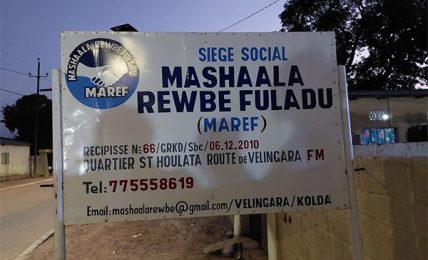 MASHAALA REWBE FULADU
MAREF
SIEGE SOCIAL
MASHAALA
REWBE FULADU
(MAREF)
RECIPISSE N: 66/GRKD/Sbc/06.12.2010
QUARTIER ST HOULATA ROUTE DE VELINGARA FM
Tel: 775558619
Email: mashaalarewbe@gmail.com/VELINGARA/KOLDA